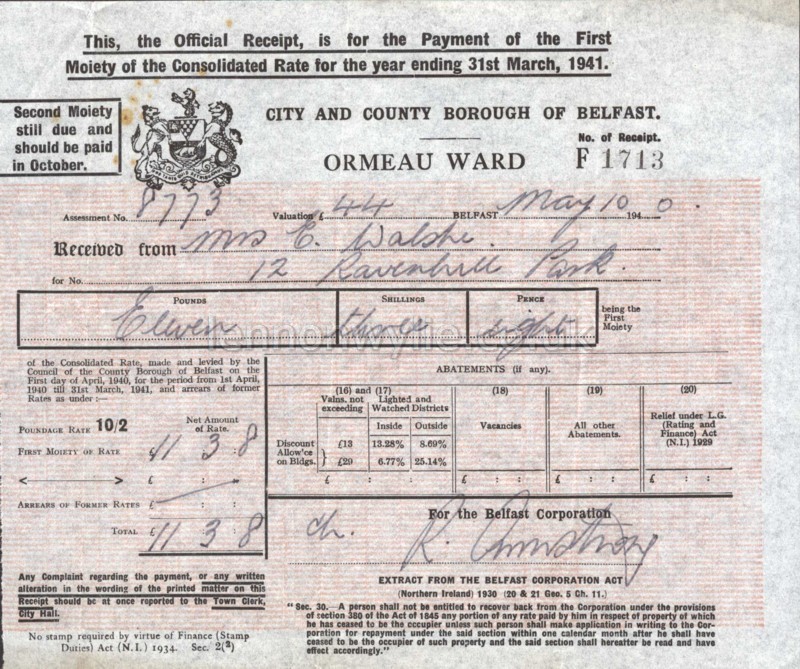 This, the Official Receipt, is for the Payment of the First
Moiety of the Consolidated Rate for the year ending 31st March, 1941.
Second Moiety
still due and
should be paid
in October.
CITY AND COUNTY BOROUGH OF BELFAST.
No. of Receipt.
ORMEAU WARD
F 1713
Assessment No. 8773 Valuation £ 44 BELFAST May 10 1940.
Received from Mrs E. Walshe
for No. 12 Ravenhill Park.
POUNDS SHILLINGS PENCE
Eleven three eight
being the
First
Moiety
lennonwylie.co.uk
of the Consolidated Rate, made and levied by the
Council of the County Borough of Belfast on the
First day of April, 1940, for the period from 1st April,
1940 till 31st March, 1941, and arrears of former
Rates as under :
POUNDAGE RATE 10/2
Net Amount
of Rate.
FIRST MOIETY OF RATE £11 : 3 : 8
£ : :
ARREARS OF FORMER RATES £ : :
TOTAL £11 3 8
ABATEMENTS (if any).
(16) and (17) (18) (19) (20)
Valns. not
exceeding
Lighted and
Watched Districts
Inside Outside
Vacancies
All other
Abatements.
Relief under L.G.
(Rating and
Finance) Act
(N.I.) 1929
Discount
Allow'ce
on Bldgs.
£13 13.28% 8.69%
£29 6.77% 25.14%
£ : : £ : : £ : : £ : :
For the Belfast Corporation
ch. R. Armstrong
Any Complaint regarding the payment, or any written
alteration in the wording of the printed matter on this
Receipt should be at once reported to the Town Clerk,
City Hall.
No stamp required by virtue of Finance (Stamp
Duties) Act (N.I.) 1934. Sec. 2(2)
EXTRACT FROM THE BELFAST CORPORATION ACT
(Northern Ireland) 1930 (20 & 21 Geo. 5 Ch. 11.)
"Sec. 30.—A person shall not be entitled to recover back from the Corporation under the provisions
of section 380 of the Act of 1845 any portion of any rate paid by him in respect of property of which he
has ceased to be the occupier unless such person shall make application in writing to the Cor-
poration for repayment under the said section within one calendar month after he shall have
ceased to be occupier of such property and the said section shall hereafter be read and have
effect accordingly."